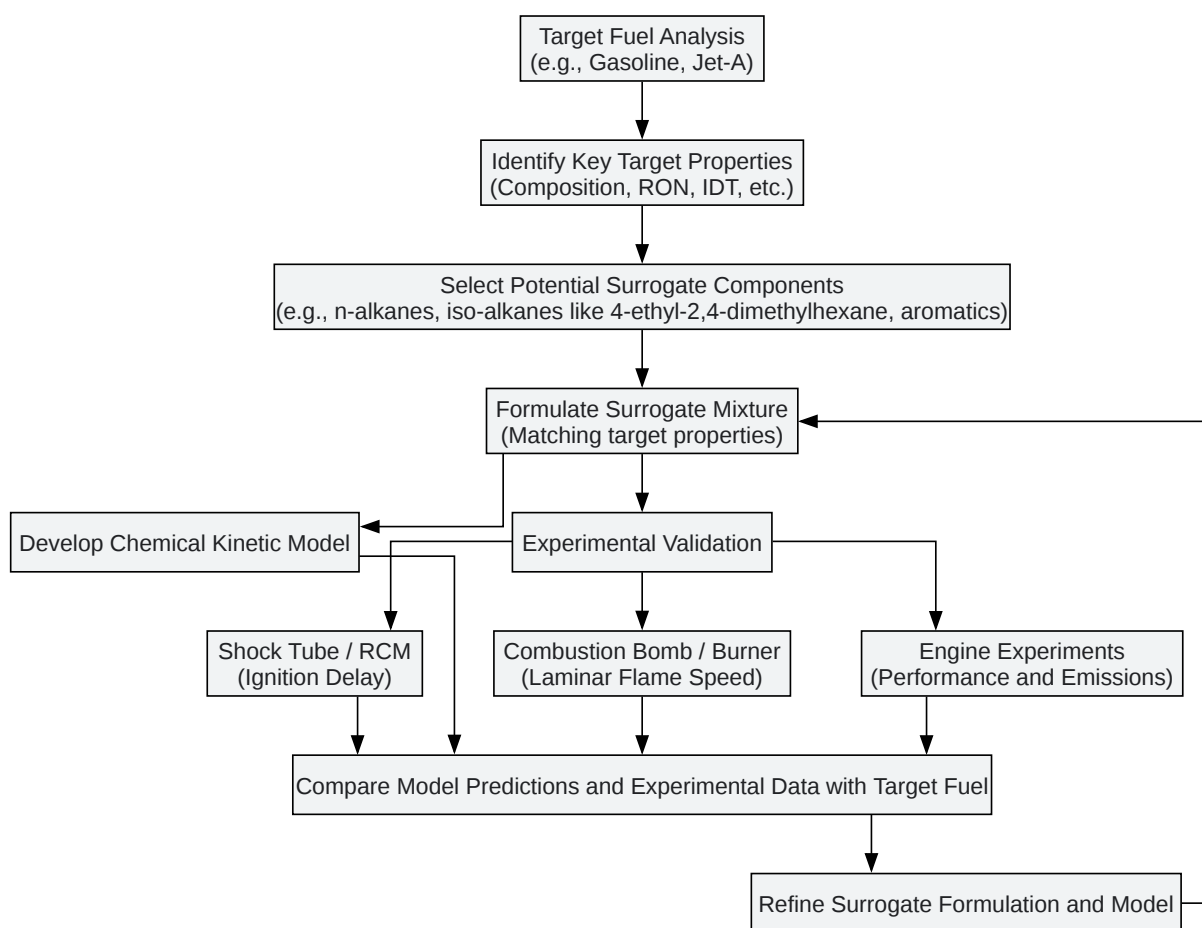 Target Fuel Analysis
(e.g., Gasoline, Jet-A)
Identify Key Target Properties
(Composition, RON, IDT, etc.)
Select Potential Surrogate Components
(e.g., n-alkanes, iso-alkanes like 4-ethyl-2,4-dimethylhexane, aromatics)
Formulate Surrogate Mixture
(Matching target properties)
Develop Chemical Kinetic Model
Experimental Validation
Shock Tube / RCM
(Ignition Delay)
Combustion Bomb / Burner
(Laminar Flame Speed)
Engine Experiments
(Performance and Emissions)
Compare Model Predictions and Experimental Data with Target Fuel
Refine Surrogate Formulation and Model